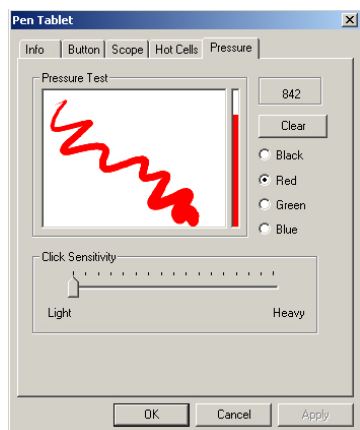 Pen Tablet
Info Button Scope Hot Cells Pressure
Pressure Test
842
Clear
Black
Red
Green
Blue
Click Sensitivity
Light Heavy
OK Cancel Apply